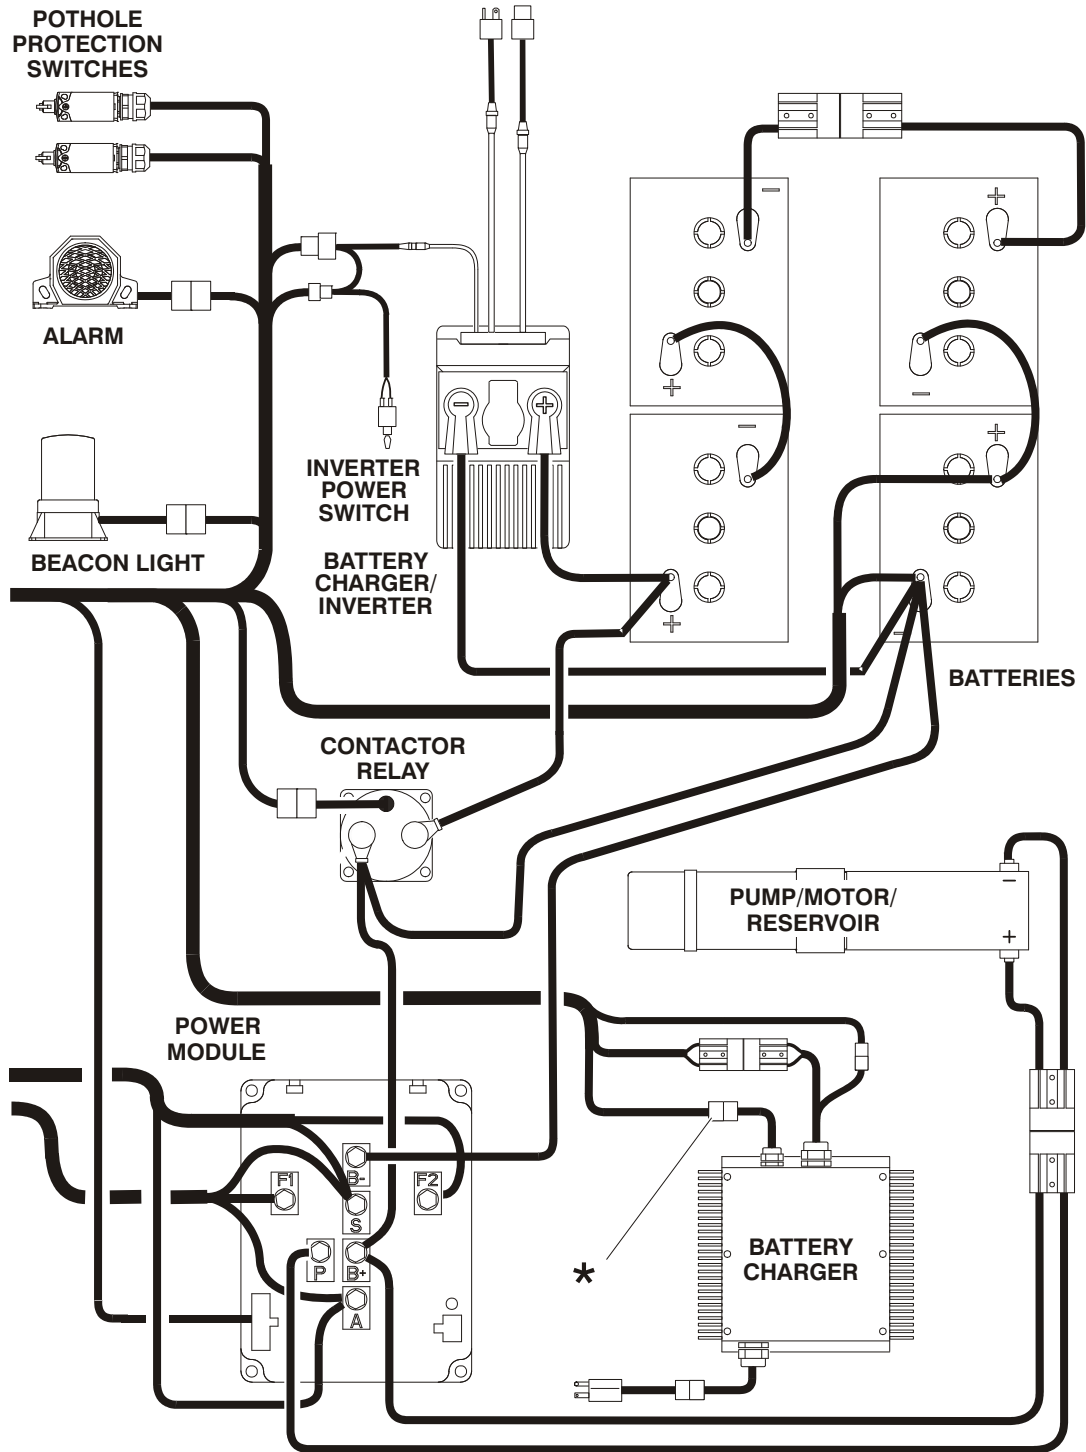 POTHOLE
PROTECTION
SWITCHES
ALARM
BEACON LIGHT
INVERTER
POWER
SWITCH
BATTERY
CHARGER/
INVERTER
BATTERIES
CONTACTOR
RELAY
PUMP/MOTOR/
RESERVOIR
−
+
POWER
MODULE
B-
F1
F2
S
P
B+
A
BATTERY
CHARGER
*